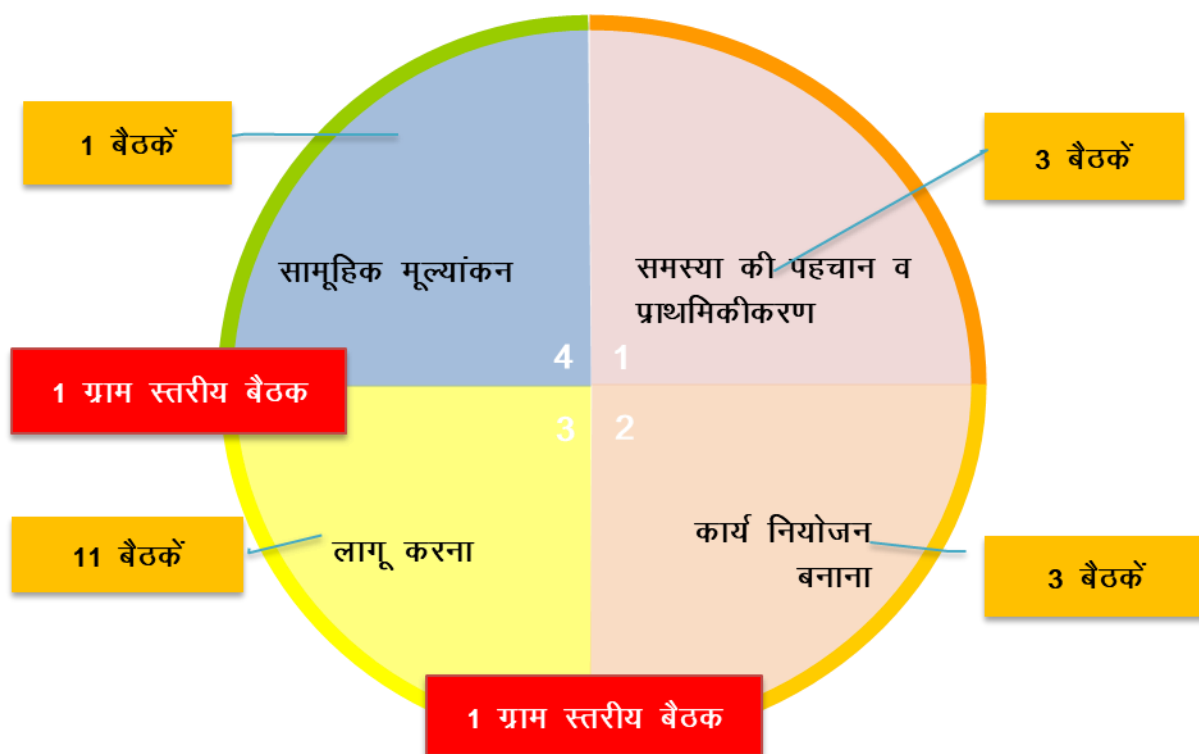 1 बैठकें
3 बैठकें
सामूहिक मूल्यांकन
समस्या की पहचान व
प्राथमिकीकरण
4
1
1 ग्राम स्तरीय बैठक
3
2
11 बैठकें
लागू करना
कार्य नियोजन
बनाना
3 बैठकें
1 ग्राम स्तरीय बैठक